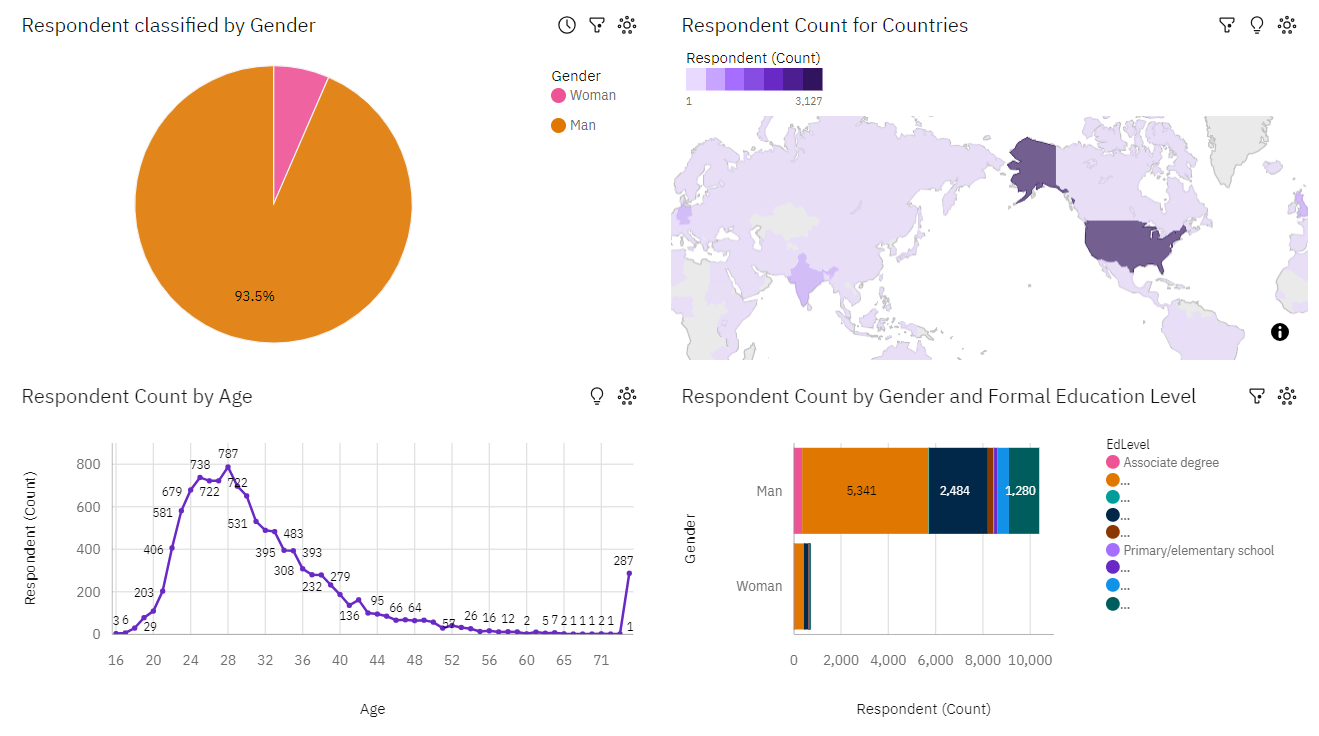 Respondent classified by Gender
Gender
Woman
Man
93.5%
Respondent Count for Countries
Respondent (Count)
1 3,127
Respondent Count by Age
Respondent (Count)
800
600
400
200
0
3 6 29 203 406 581 679 738 722 787 722 531 395 483 308 393 232 279 136 95 66 64 57 26 16 12 2 5 7 2 1 1 1 2 1 287 1
16 20 24 28 32 36 40 44 48 52 56 60 65 71
Age
Respondent Count by Gender and Formal Education Level
Gender
Man
5,341 2,484 1,280
Woman
0 2,000 4,000 6,000 8,000 10,000
Respondent (Count)
EdLevel
Associate degree
...
...
...
...
Primary/elementary school
...
...
...